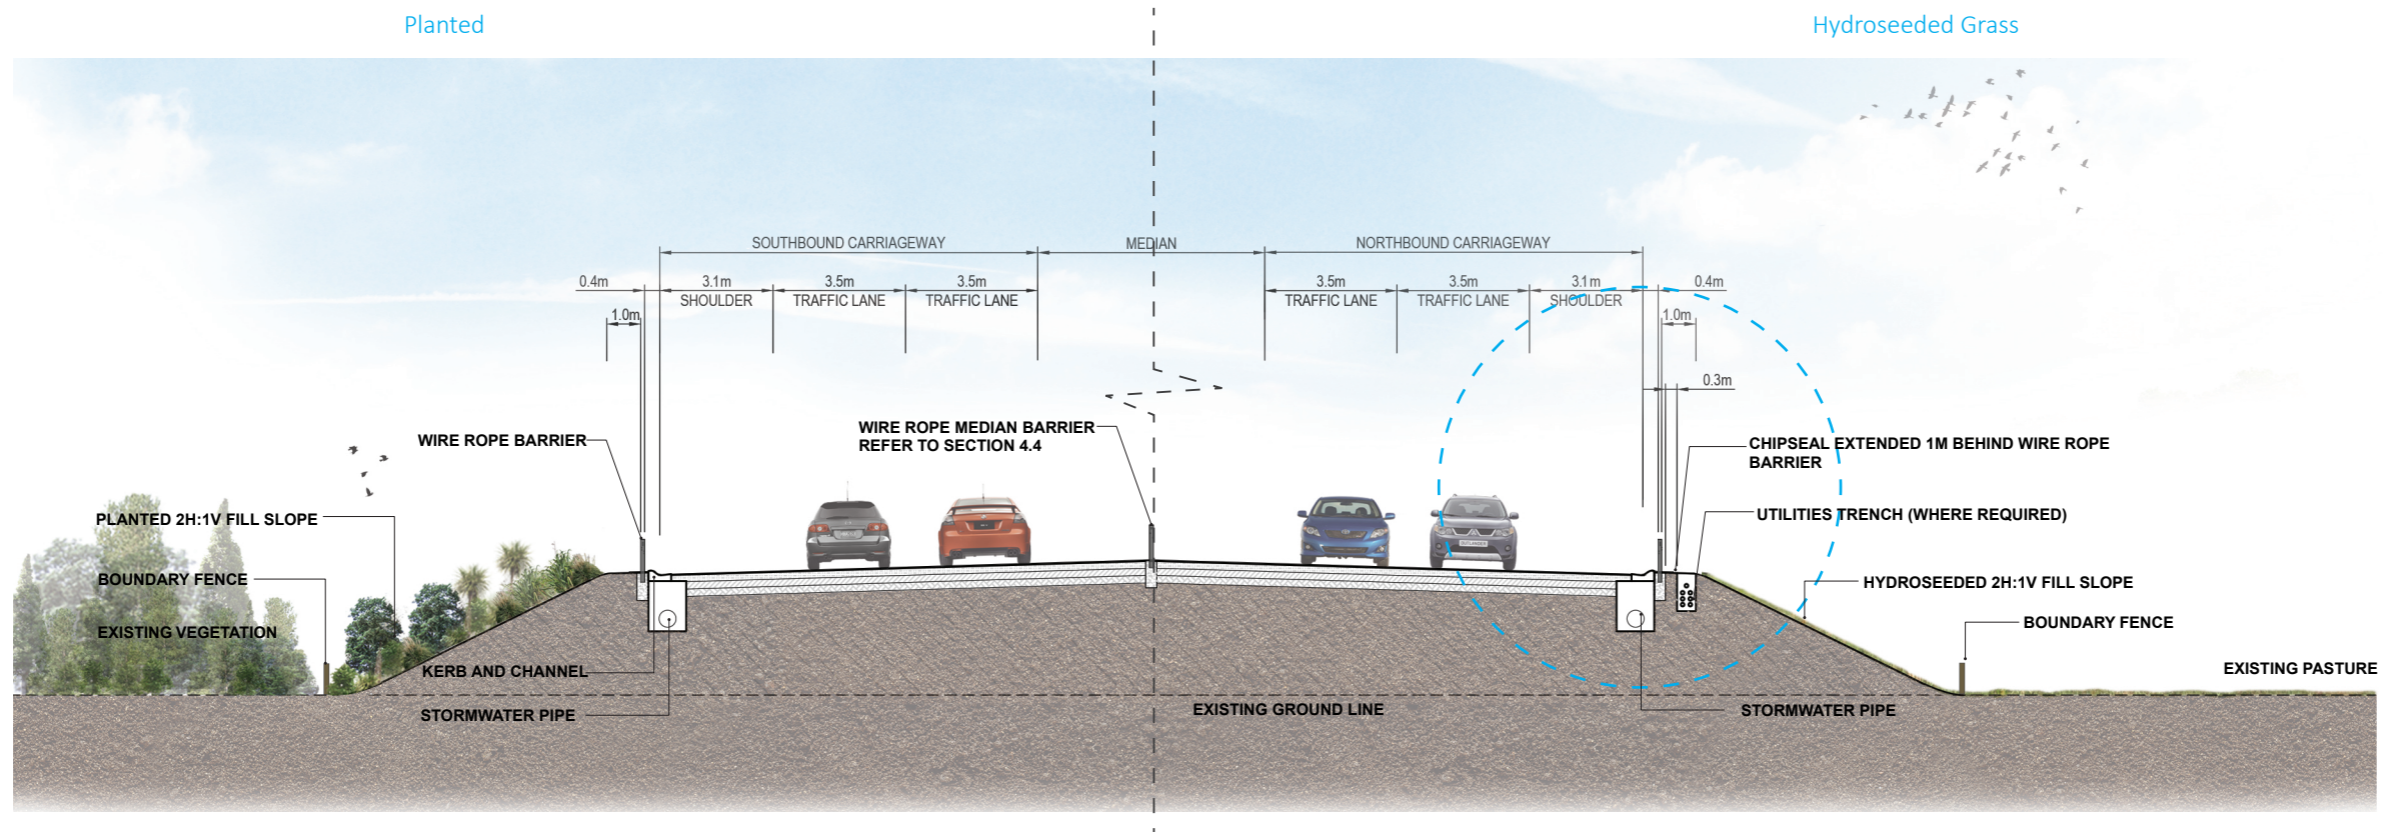 Planted
Hydroseeded Grass
SOUTHBOUND CARRIAGEWAY
MEDIAN
NORTHBOUND CARRIAGEWAY
0.4m
3.1m
3.5m
3.5m
3.5m
3.5m
3.1m
0.4m
SHOULDER
TRAFFIC LANE
TRAFFIC LANE
TRAFFIC LANE
TRAFFIC LANE
SHOULDER
1.0m
1.0m
0.3m
WIRE ROPE BARRIER
WIRE ROPE MEDIAN BARRIER
REFER TO SECTION 4.4
CHIPSEAL EXTENDED 1M BEHIND WIRE ROPE
BARRIER
PLANTED 2H:1V FILL SLOPE
UTILITIES TRENCH (WHERE REQUIRED)
BOUNDARY FENCE
HYDROSEEDED 2H:1V FILL SLOPE
EXISTING VEGETATION
BOUNDARY FENCE
KERB AND CHANNEL
EXISTING PASTURE
STORMWATER PIPE
EXISTING GROUND LINE
STORMWATER PIPE